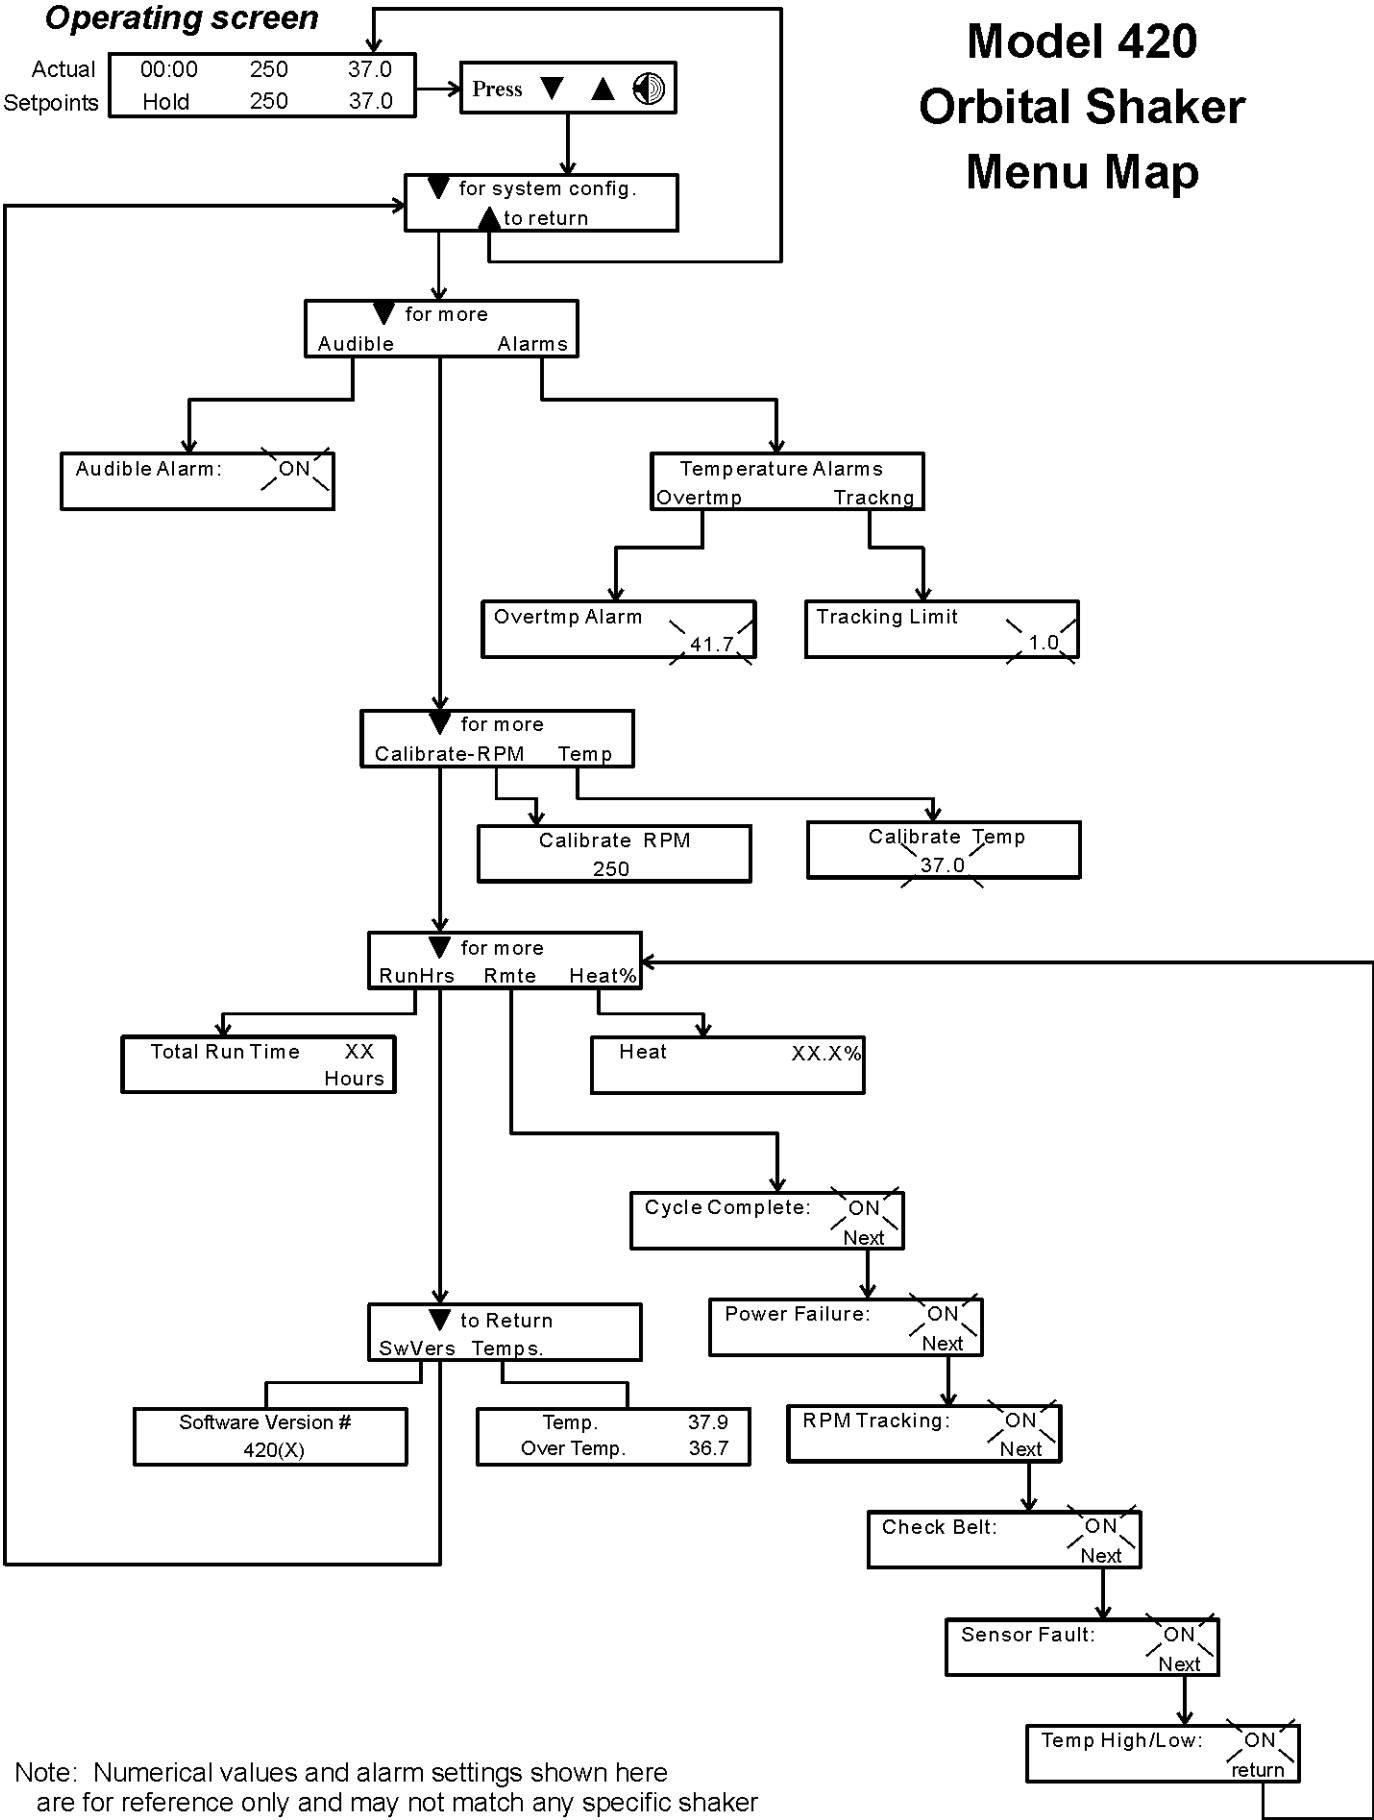 Operating screen
Model 420
Orbital Shaker
Menu Map
Actual 00:00 250 37.0
Setpoints Hold 250 37.0
Press
for system config.
to return
for more
Audible Alarms
Audible Alarm: ON
Temperature Alarms
Overtmp Trackng
Overtmp Alarm
41.7
Tracking Limit
1.0
for more
Calibrate-RPM Temp
Calibrate RPM
250
Calibrate Temp
37.0
for more
RunHrs Rmte Heat%
Total Run Time XX
Hours
Heat XX.X%
Cycle Complete: ON
Next
Power Failure: ON
Next
to Return
SwVers Temps.
Software Version #
420(X)
Temp. 37.9
Over Temp. 36.7
RPM Tracking: ON
Next
Check Belt: ON
Next
Sensor Fault: ON
Next
Temp High/Low: ON
return
Note: Numerical values and alarm settings shown here
are for reference only and may not match any specific shaker